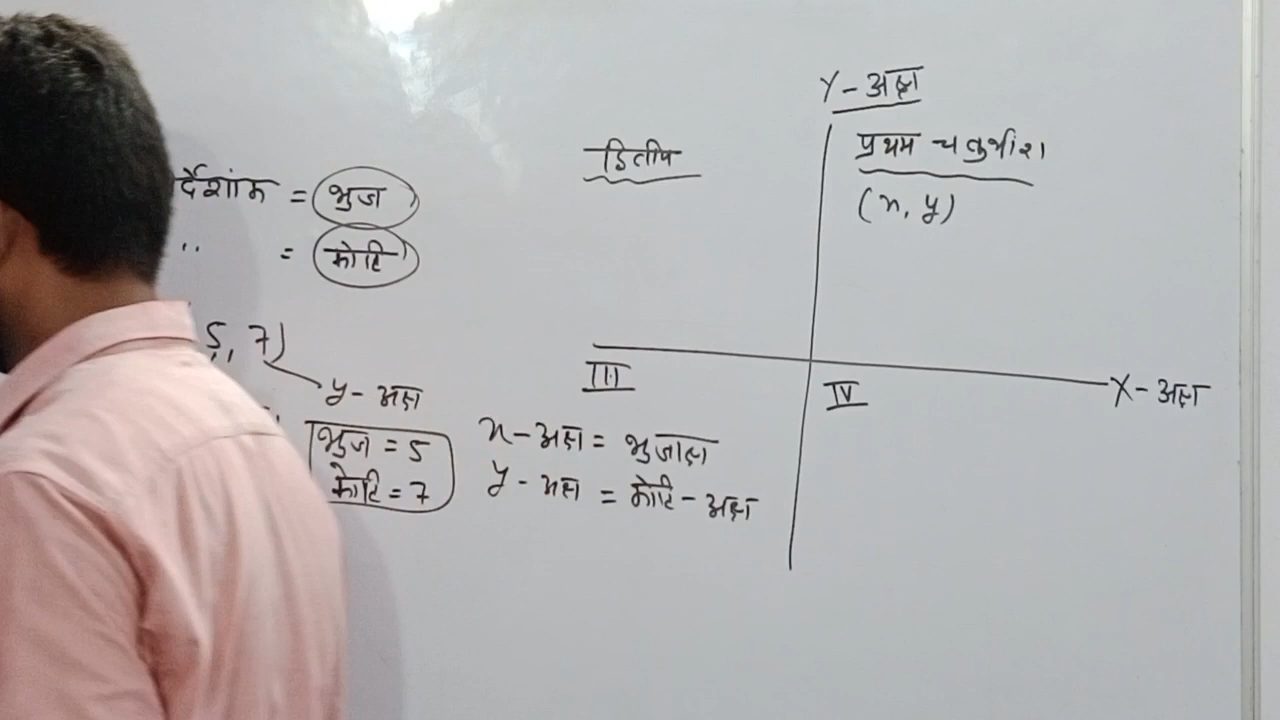 र्देशांक = भुज
" = कोटि
5, 7)
y - अक्ष
भुज = 5
कोटि = 7
x - अक्ष = भुजाक्ष
y - अक्ष = कोटि - अक्ष
Y - अक्ष
द्वितीय
प्रथम चतुर्थांश
(x, y)
III
IV
X - अक्ष